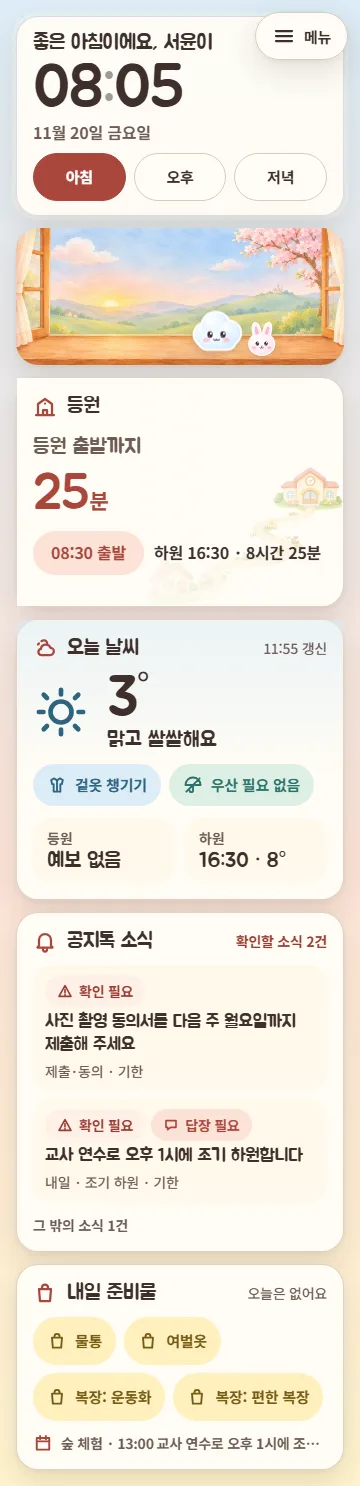 좋은 아침이에요, 서윤이
메뉴
08:05
11월 20일 금요일
아침
오후
저녁
등원
등원 출발까지
25분
08:30 출발
하원 16:30 · 8시간 25분
오늘 날씨
11:55 갱신
3°
맑고 쌀쌀해요
겉옷 챙기기
우산 필요 없음
등원
예보 없음
하원
16:30 · 8°
공지톡 소식
확인할 소식 2건
확인 필요
사진 촬영 동의서를 다음 주 월요일까지
제출해 주세요
제출·동의 · 기한
확인 필요
답장 필요
교사 연수로 오후 1시에 조기 하원합니다
내일 · 조기 하원 · 기한
그 밖의 소식 1건
내일 준비물
오늘은 없어요
물통
여벌옷
복장: 운동화
복장: 편한 복장
숲 체험 · 13:00 교사 연수로 오후 1시에 조…